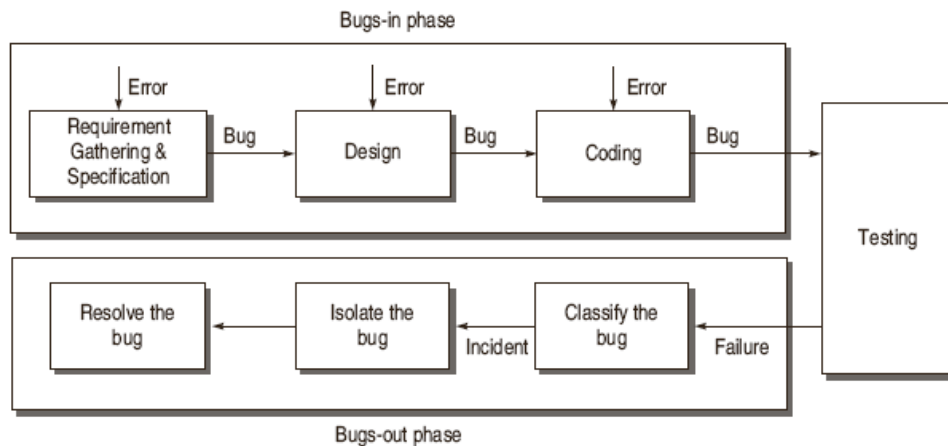 Bugs-in phase
Error
Error
Error
Requirement
Gathering &
Specification
Bug
Design
Bug
Coding
Bug
Testing
Resolve the
bug
Isolate the
bug
Incident
Classify the
bug
Failure
Bugs-out phase